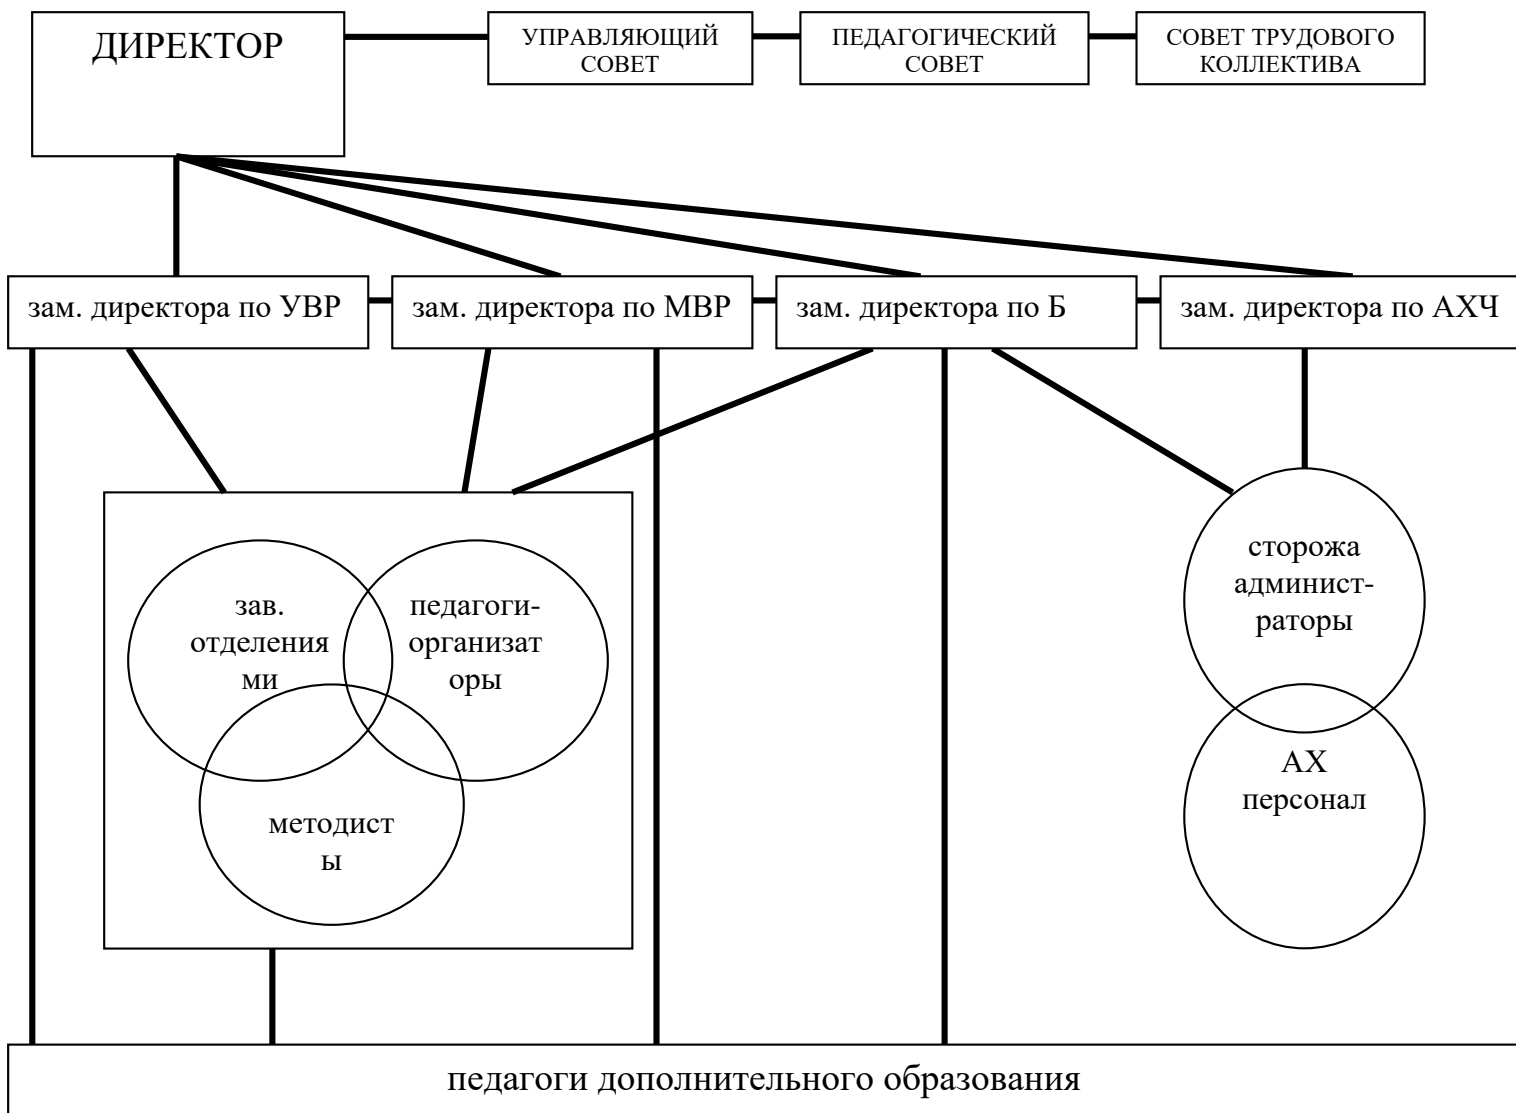 ДИРЕКТОР
УПРАВЛЯЮЩИЙ
СОВЕТ
ПЕДАГОГИЧЕСКИЙ
СОВЕТ
СОВЕТ ТРУДОВОГО
КОЛЛЕКТИВА
зам. директора по УВР
зам. директора по МВР
зам. директора по Б
зам. директора по АХЧ
зав.
отделения
ми
педагоги-
организат
оры
методист
ы
сторожа
админист-
раторы
АХ
персонал
педагоги дополнительного образования